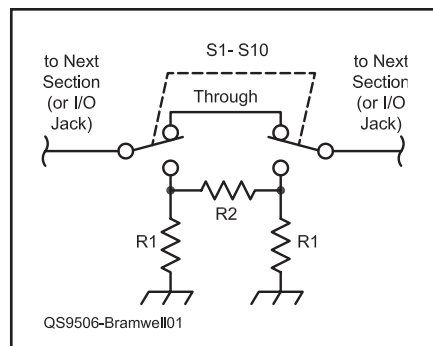 to Next
Section
(or I/O
Jack)
S1- S10
Through
to Next
Section
(or I/O
Jack)
R2
R1
R1
QS9506-Bramwell01